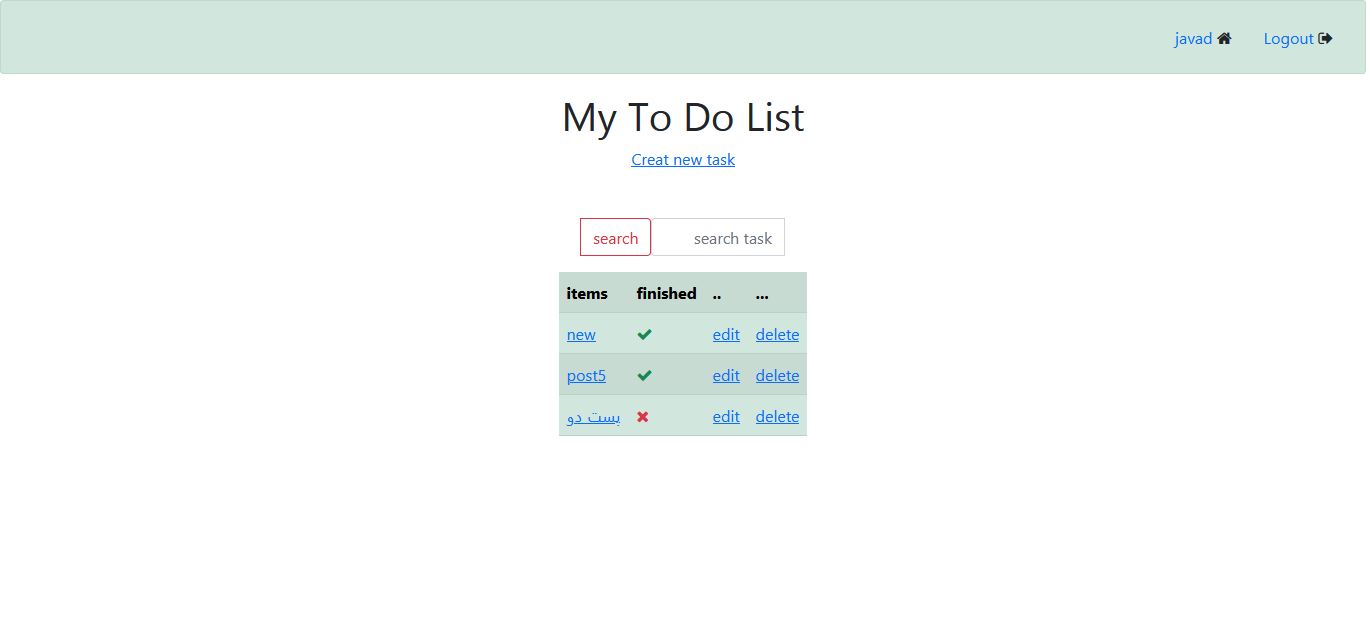 javad Logout
My To Do List
Creat new task
search search task
items finished .. ...
new edit delete
post5 edit delete
پست دو edit delete